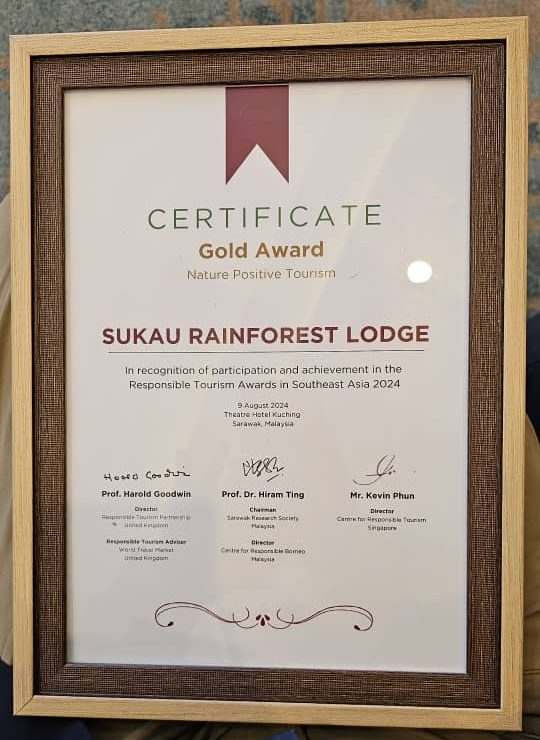 CERTIFICATE
Gold Award
Nature Positive Tourism
SUKAU RAINFOREST LODGE
In recognition of participation and achievement in the
Responsible Tourism Awards in Southeast Asia 2024
9 August 2024
Theatre Hotel Kuching
Sarawak, Malaysia
Harold Goodwin
Prof. Harold Goodwin
Director
Responsible Tourism Partnership
United Kingdom
Responsible Tourism Adviser
World Travel Market
United Kingdom
Prof. Dr. Hiram Ting
Chairman
Sarawak Research Society
Malaysia
Director
Centre for Responsible Borneo
Malaysia
Mr. Kevin Phun
Director
Centre for Responsible Tourism
Singapore